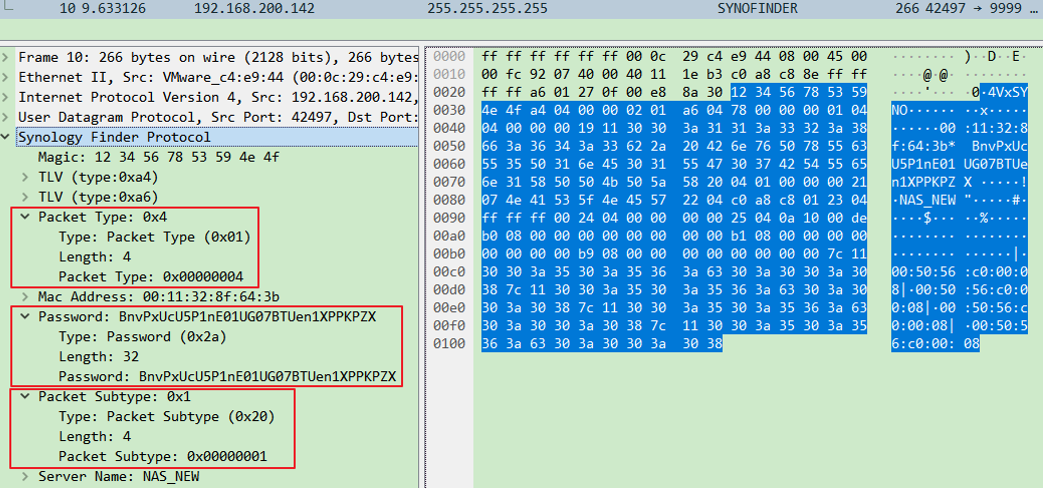 10 9.633126 192.168.200.142 255.255.255.255 SYNOFINDER 266 42497 → 9999 …
Frame 10: 266 bytes on wire (2128 bits), 266 bytes
Ethernet II, Src: VMware_c4:e9:44 (00:0c:29:c4:e9:
Internet Protocol Version 4, Src: 192.168.200.142,
User Datagram Protocol, Src Port: 42497, Dst Port:
Synology Finder Protocol
Magic: 12 34 56 78 53 59 4e 4f
TLV (type:0xa4)
TLV (type:0xa6)
Packet Type: 0x4
Type: Packet Type (0x01)
Length: 4
Packet Type: 0x00000004
Mac Address: 00:11:32:8f:64:3b
Password: BnvPxUcU5P1nE01UG07BTUen1XPPKPZX
Type: Password (0x2a)
Length: 32
Password: BnvPxUcU5P1nE01UG07BTUen1XPPKPZX
Packet Subtype: 0x1
Type: Packet Subtype (0x20)
Length: 4
Packet Subtype: 0x00000001
Server Name: NAS_NEW
0000 ff ff ff ff ff ff 00 0c 29 c4 e9 44 08 00 45 00 ········ )··D··E·
0010 00 fc 92 07 40 00 40 11 1e b3 c0 a8 c8 8e ff ff ····@·@· ········
0020 ff ff a6 01 27 0f 00 e8 8a 30 12 34 56 78 53 59 ····'··· ·0·4VxSY
0030 4e 4f a4 04 00 00 02 01 a6 04 78 00 00 00 01 04 NO······ ··x·····
0040 04 00 00 00 19 11 30 30 3a 31 31 3a 33 32 3a 38 ······00 :11:32:8
0050 66 3a 36 34 3a 33 62 2a 20 42 6e 76 50 78 55 63 f:64:3b* BnvPxUc
0060 55 35 50 31 6e 45 30 31 55 47 30 37 42 54 55 65 U5P1nE01 UG07BTUe
0070 6e 31 58 50 50 4b 50 5a 58 20 04 01 00 00 00 21 n1XPPKPZ X ·····!
0080 07 4e 41 53 5f 4e 45 57 22 04 c0 a8 c8 01 23 04 ·NAS_NEW "·····#·
0090 ff ff ff 00 24 04 00 00 00 00 25 04 0a 10 00 de ····$··· ··%·····
00a0 b0 08 00 00 00 00 00 00 00 00 b1 08 00 00 00 00 ········ ········
00b0 00 00 00 00 b9 08 00 00 00 00 00 00 00 00 7c 11 ········ ······|·
00c0 30 30 3a 35 30 3a 35 36 3a 63 30 3a 30 30 3a 30 00:50:56 :c0:00:0
00d0 38 7c 11 30 30 3a 35 30 3a 35 36 3a 63 30 3a 30 8|·00:50 :56:c0:0
00e0 30 3a 30 38 7c 11 30 30 3a 35 30 3a 35 36 3a 63 0:08|·00 :50:56:c
00f0 30 3a 30 30 3a 30 38 7c 11 30 30 3a 35 30 3a 35 0:00:08| ·00:50:5
0100 36 3a 63 30 3a 30 30 3a 30 38 6:c0:00: 08